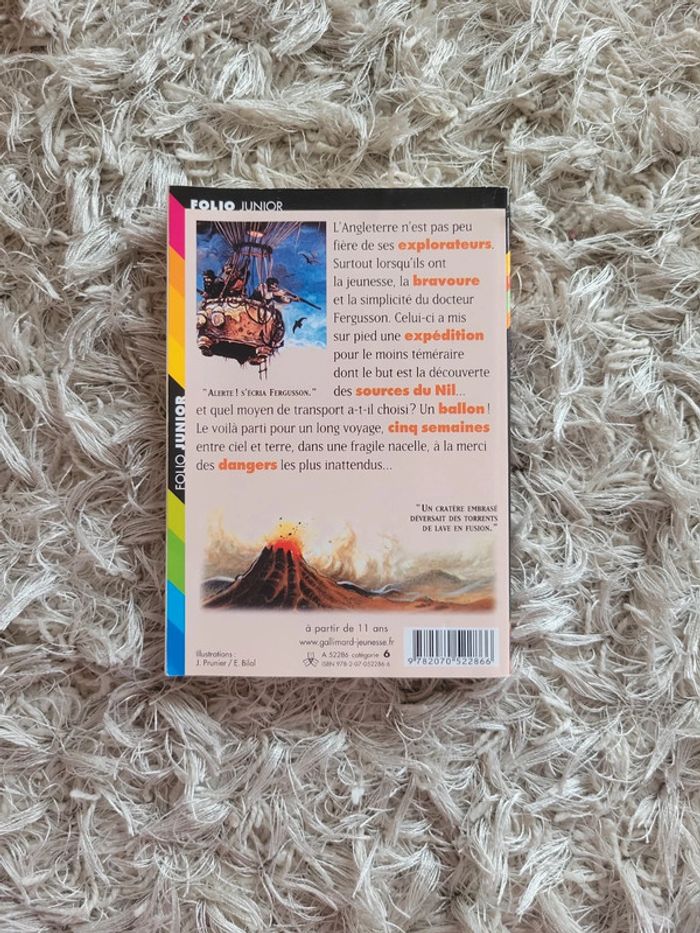 FOLIO JUNIOR
L'Angleterre n'est pas peu
fière de ses explorateurs.
Surtout lorsqu'ils ont
la jeunesse, la bravoure
et la simplicité du docteur
Fergusson. Celui-ci a mis
sur pied une expédition
pour le moins téméraire
dont le but est la découverte
des sources du Nil...
"ALERTE ! S'ÉCRIA FERGUSSON."
et quel moyen de transport a-t-il choisi ? Un ballon !
Le voilà parti pour un long voyage, cinq semaines
entre ciel et terre, dans une fragile nacelle, à la merci
des dangers les plus inattendus...
FOLIO JUNIOR
"UN CRATÈRE EMBRASÉ
DÉVERSAIT DES TORRENTS
DE LAVE EN FUSION."
à partir de 11 ans
www.gallimard-jeunesse.fr
Illustrations :
J. Prunier / E. Bilal
A 52286 catégorie 6
ISBN 978-2-07-052286-6
9 782070 522866